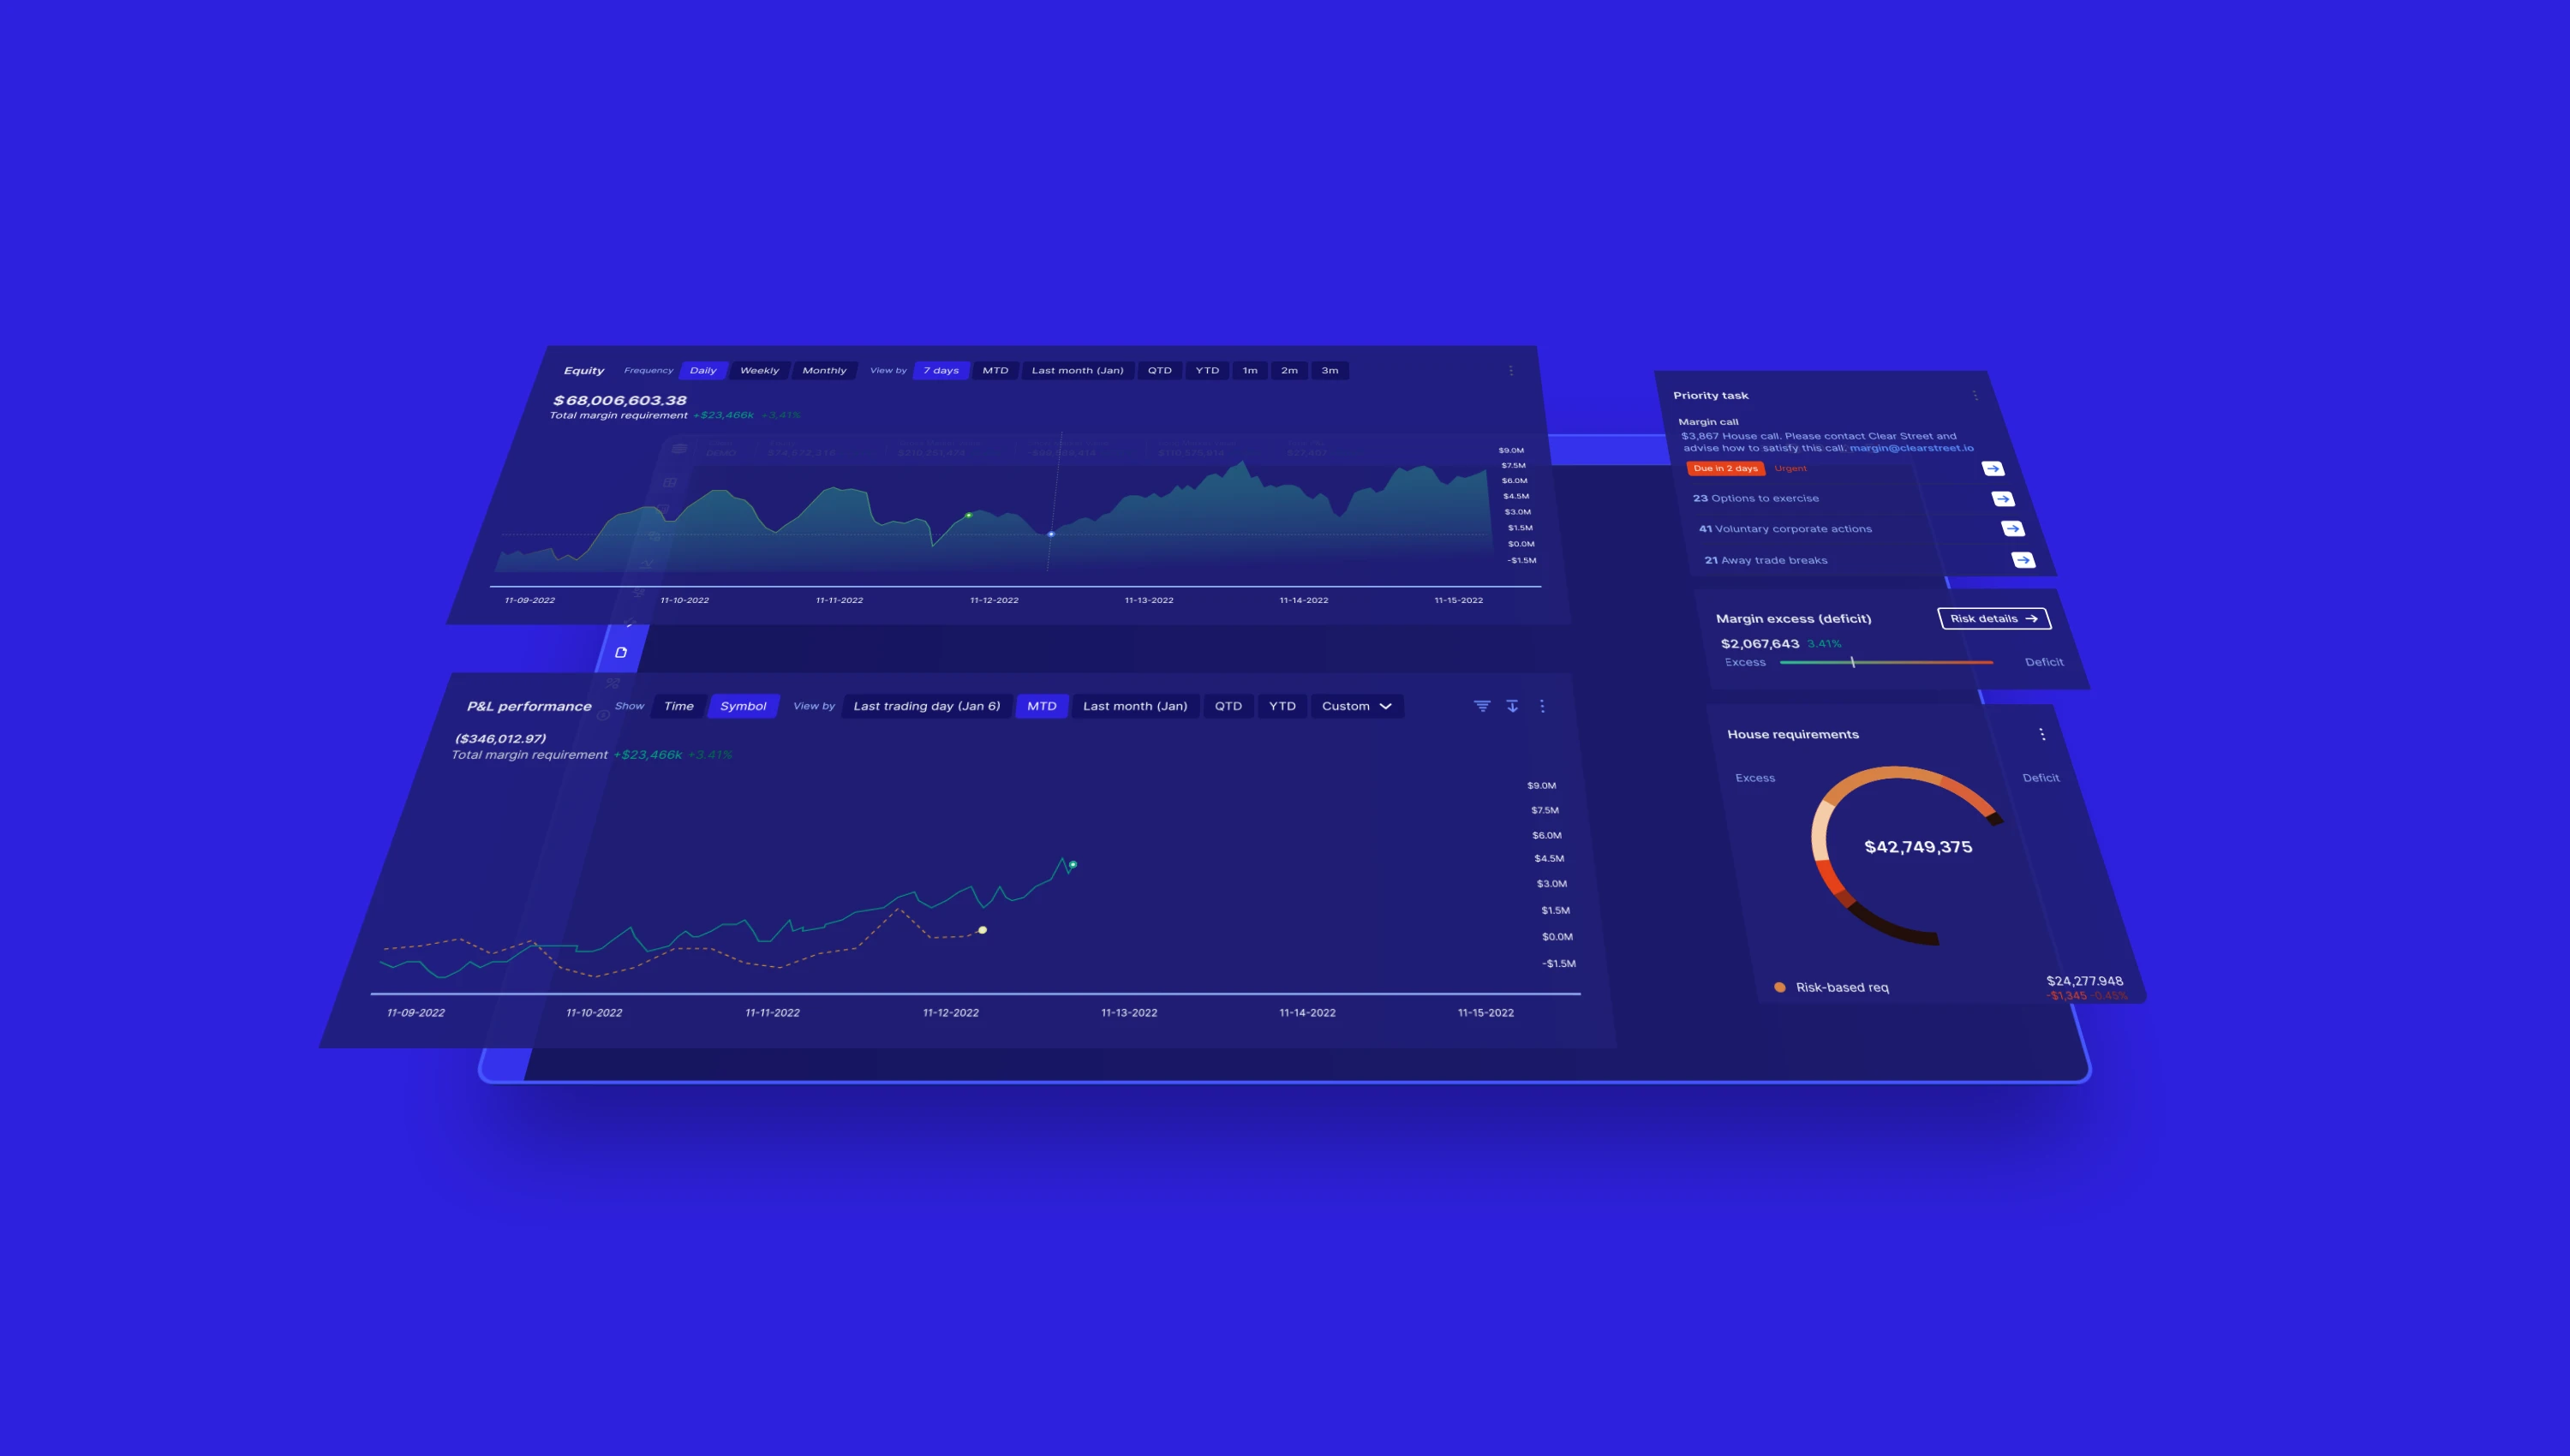 Equity Frequency Daily Weekly Monthly View by 7 days MTD Last month (Jan) QTD YTD 1m 2m 3m
$68,006,603.38
Total margin requirement +$23,466k +3,41%
$9.0M
$7.5M
$6.0M
$4.5M
$3.0M
$1.5M
$0.0M
-$1.5M
11-09-2022 11-10-2022 11-11-2022 11-12-2022 11-13-2022 11-14-2022 11-15-2022
P&L performance Show Time Symbol View by Last trading day (Jan 6) MTD Last month (Jan) QTD YTD Custom
($346,012.97)
Total margin requirement +$23,466k +3.41%
$9.0M
$7.5M
$6.0M
$4.5M
$3.0M
$1.5M
$0.0M
-$1.5M
11-09-2022 11-10-2022 11-11-2022 11-12-2022 11-13-2022 11-14-2022 11-15-2022
Priority task
Margin call
$3,867 House call. Please contact Clear Street and
advise how to satisfy this call. margin@clearstreet.io
Due in 2 days Urgent
23 Options to exercise
41 Voluntary corporate actions
21 Away trade breaks
Margin excess (deficit) Risk details
$2,067,643 3.41%
Excess Deficit
House requirements
Excess Deficit
$42,749,375
Risk-based req $24,277.948
-$1,345 -0.45%